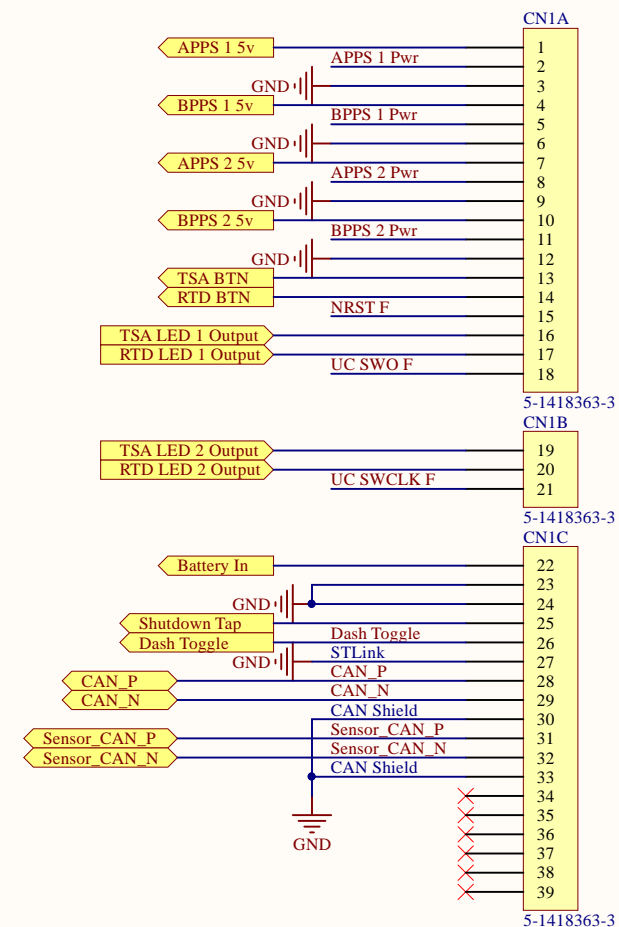 CN1A
APPS 1 5v 1
APPS 1 Pwr 2
GND 3
BPPS 1 5v 4
BPPS 1 Pwr 5
GND 6
APPS 2 5v 7
APPS 2 Pwr 8
GND 9
BPPS 2 5v 10
BPPS 2 Pwr 11
GND 12
TSA BTN 13
RTD BTN 14
NRST F 15
TSA LED 1 Output 16
RTD LED 1 Output 17
UC SWO F 18
5-1418363-3
CN1B
TSA LED 2 Output 19
RTD LED 2 Output 20
UC SWCLK F 21
5-1418363-3
CN1C
Battery In 22
23
GND 24
Shutdown Tap 25
Dash Toggle Dash Toggle 26
GND STLink 27
CAN_P CAN_P 28
CAN_N CAN_N 29
CAN Shield 30
Sensor_CAN_P Sensor_CAN_P 31
Sensor_CAN_N Sensor_CAN_N 32
CAN Shield 33
34
35
GND 36
37
38
39
5-1418363-3